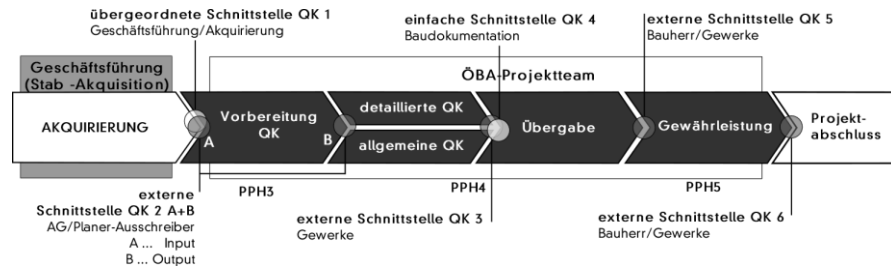 übergeordnete Schnittstelle QK 1
Geschäftsführung/Akquirierung
einfache Schnittstelle QK 4
Baudokumentation
externe Schnittstelle QK 5
Bauherr/Gewerke
Geschäftsführung
(Stab -Akquisition)
ÖBA-Projektteam
AKQUIRIERUNG
A
Vorbereitung
QK
B
detaillierte QK
allgemeine QK
Übergabe
Gewährleistung
Projekt-
abschluss
PPH3
PPH4
PPH5
externe
Schnittstelle QK 2 A+B
AG/Planer-Ausschreiber
A ... Input
B ... Output
externe Schnittstelle QK 3
Gewerke
externe Schnittstelle QK 6
Bauherr/Gewerke